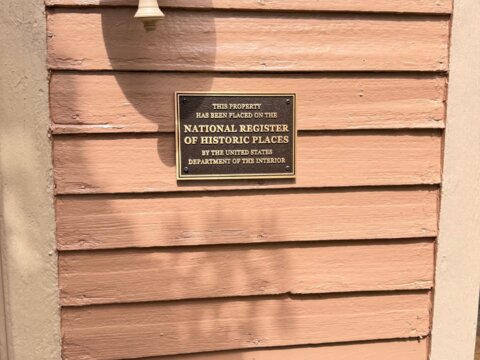 THIS PROPERTY
HAS BEEN PLACED ON THE
NATIONAL REGISTER
OF HISTORIC PLACES
BY THE UNITED STATES
DEPARTMENT OF THE INTERIOR